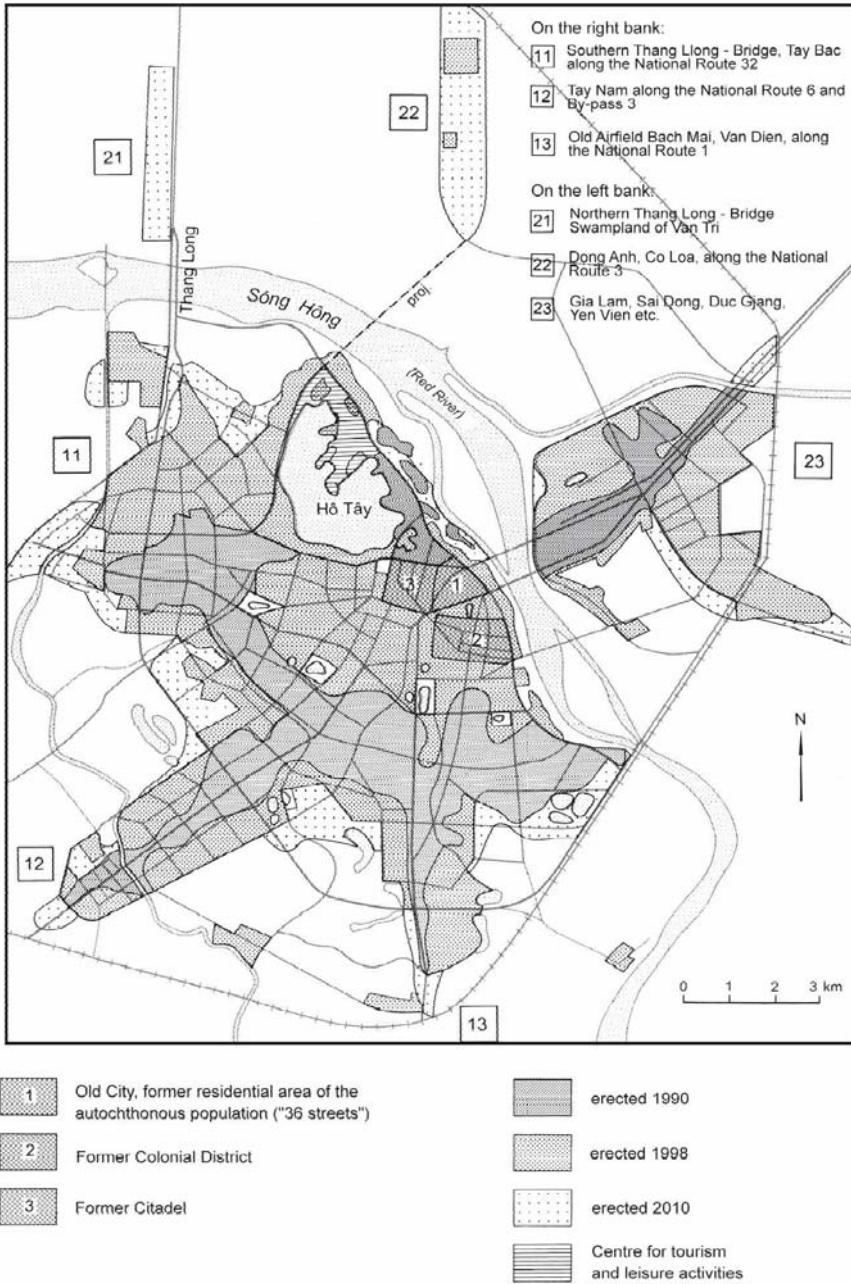 On the right bank:
11 Southern Thang Llong - Bridge, Tay Bac
along the National Route 32
12 Tay Nam along the National Route 6 and
By-pass 3
13 Old Airfield Bach Mai, Van Dien, along
the National Route 1
On the left bank:
21 Northern Thang Long - Bridge
Swampland of Van Tri
22 Dong Anh, Co Loa, along the National
Route 3
23 Gia Lam, Sai Dong, Duc Gjang,
Yen Vien etc.
22
21
Thang Long
Sóng Hông
proj.
(Red River)
11
23
Hô Tây
3
1
2
N
12
0 1 2 3 km
13
1 Old City, former residential area of the
autochthonous population ("36 streets")
2 Former Colonial District
3 Former Citadel
erected 1990
erected 1998
erected 2010
Centre for tourism
and leisure activities